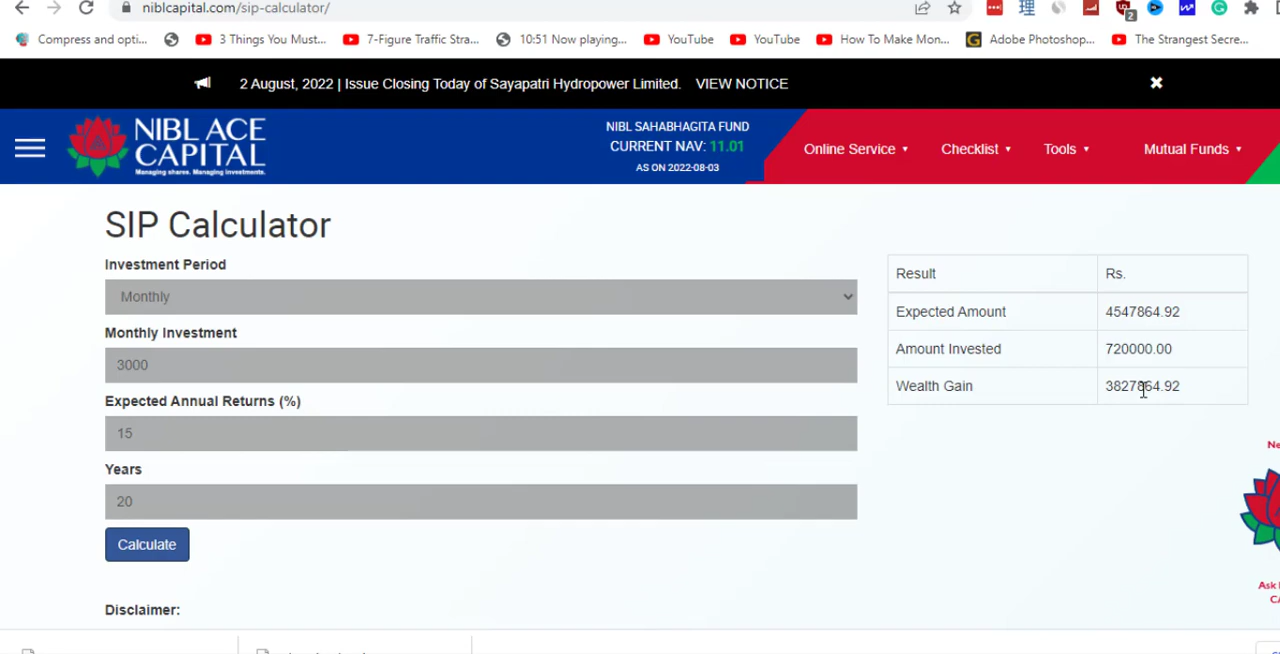 niblcapital.com/sip-calculator/
2
Compress and opti... 3 Things You Must... 7-Figure Traffic Stra... 10:51 Now playing... YouTube YouTube How To Make Mon... Adobe Photoshop... The Strangest Secre...
2 August, 2022 | Issue Closing Today of Sayapatri Hydropower Limited. VIEW NOTICE
NIBL ACE
CAPITAL
Managing shares. Managing investments.
NIBL SAHABHAGITA FUND
CURRENT NAV: 11.01
AS ON 2022-08-03
Online Service Checklist Tools Mutual Funds
SIP Calculator
Investment Period
Monthly
Monthly Investment
3000
Expected Annual Returns (%)
15
Years
20
Calculate
Result Rs.
Expected Amount 4547864.92
Amount Invested 720000.00
Wealth Gain 3827864.92
Disclaimer: